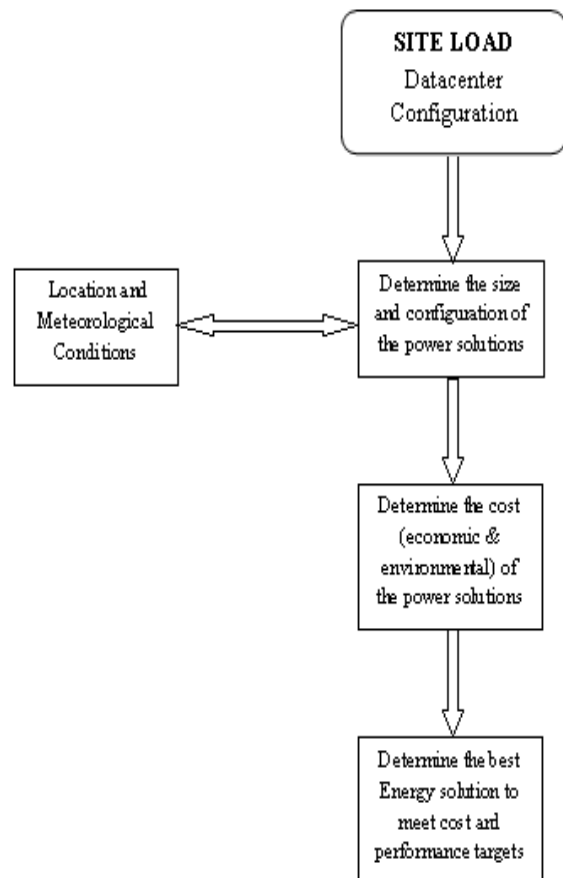 SITE LOAD
Datacenter
Configuration
Location and
Meteorological
Conditions
Determine the size
and configuration of
the power solutions
Determine the cost
(economic &
environmental) of
the power solutions
Determine the best
Energy solution to
meet cost and
performance targets